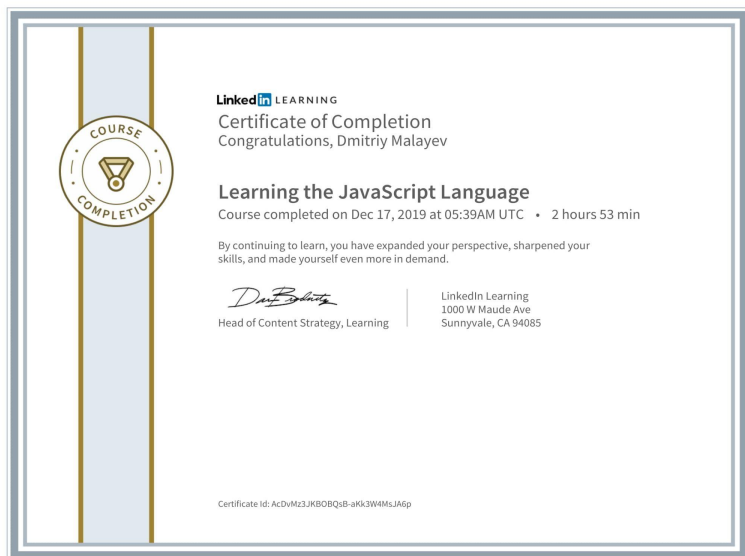 COURSE
COMPLETION
Linked in LEARNING
Certificate of Completion
Congratulations, Dmitriy Malayev
Learning the JavaScript Language
Course completed on Dec 17, 2019 at 05:39AM UTC • 2 hours 53 min
By continuing to learn, you have expanded your perspective, sharpened your
skills, and made yourself even more in demand.
Head of Content Strategy, Learning
LinkedIn Learning
1000 W Maude Ave
Sunnyvale, CA 94085
Certificate Id: AcDvMz3JKBOBQsB-aKk3W4MsJA6p